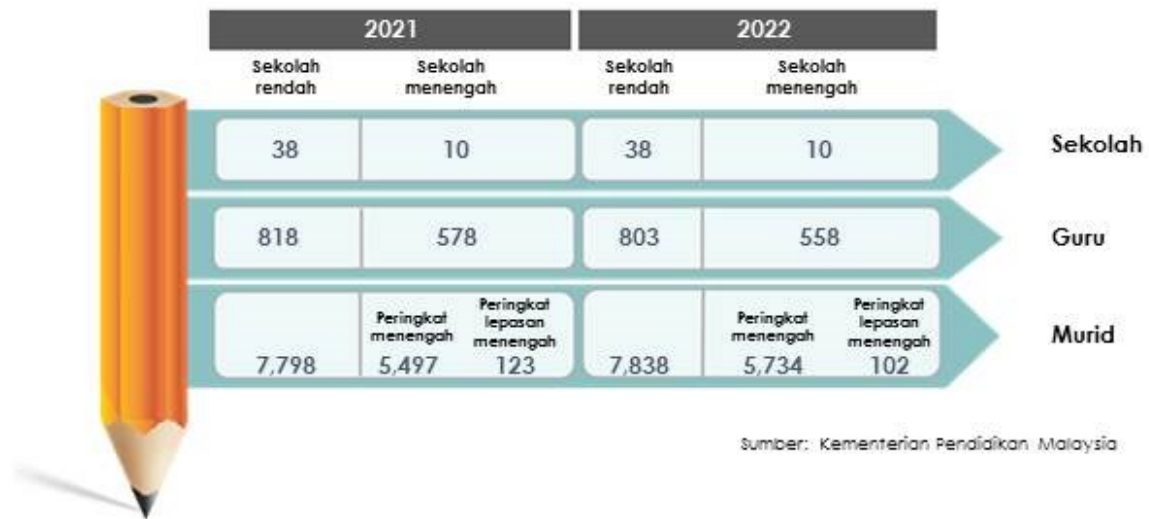 2021 2022
Sekolah rendah Sekolah menengah Sekolah rendah Sekolah menengah
38 10 38 10 Sekolah
818 578 803 558 Guru
Peringkat menengah Peringkat lepasan menengah Peringkat menengah Peringkat lepasan menengah Murid
7,798 5,497 123 7,838 5,734 102
Sumber: Kementerian Pendidikan Malaysia